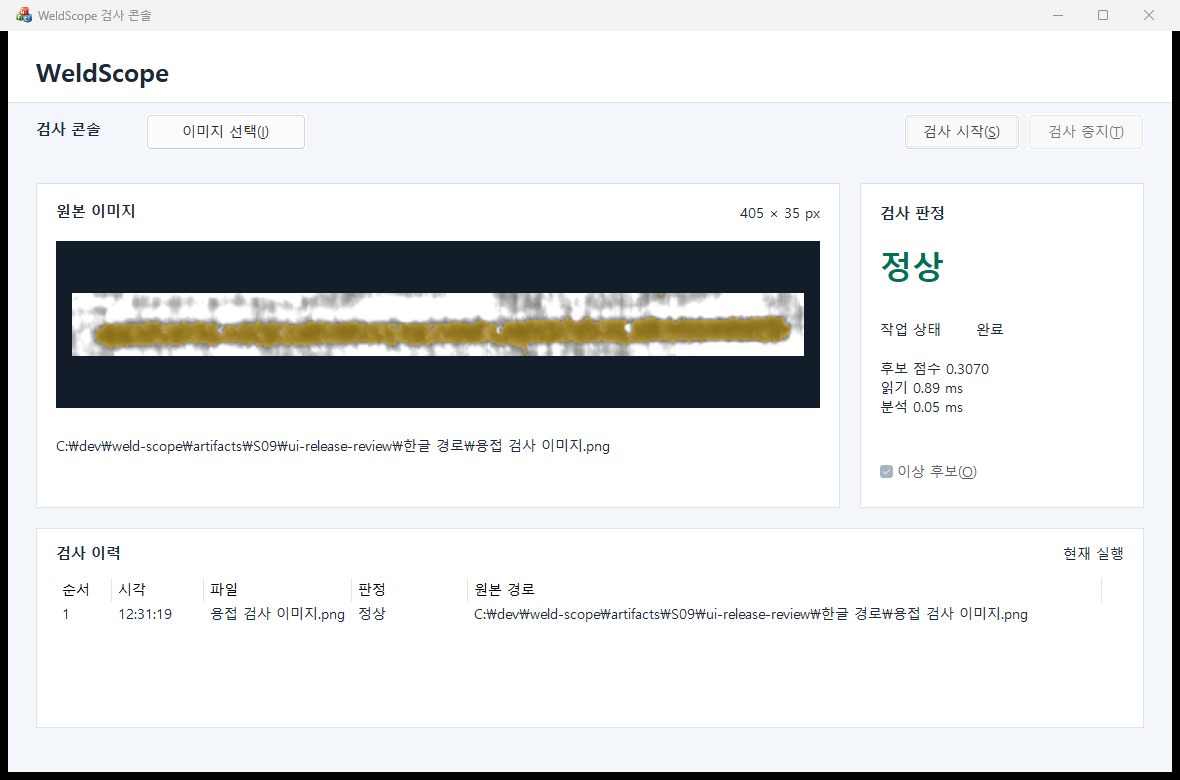 WeldScope 검사 콘솔
WeldScope
검사 콘솔
이미지 선택(I)
검사 시작(S)
검사 중지(T)
원본 이미지
405 × 35 px
C:₩dev₩weld-scope₩artifacts₩S09₩ui-release-review₩한글 경로₩용접 검사 이미지.png
검사 판정
정상
작업 상태 완료
후보 점수 0.3070
읽기 0.89 ms
분석 0.05 ms
이상 후보(O)
검사 이력
현재 실행
순서 시각 파일 판정 원본 경로
1 12:31:19 용접 검사 이미지.png 정상 C:₩dev₩weld-scope₩artifacts₩S09₩ui-release-review₩한글 경로₩용접 검사 이미지.png